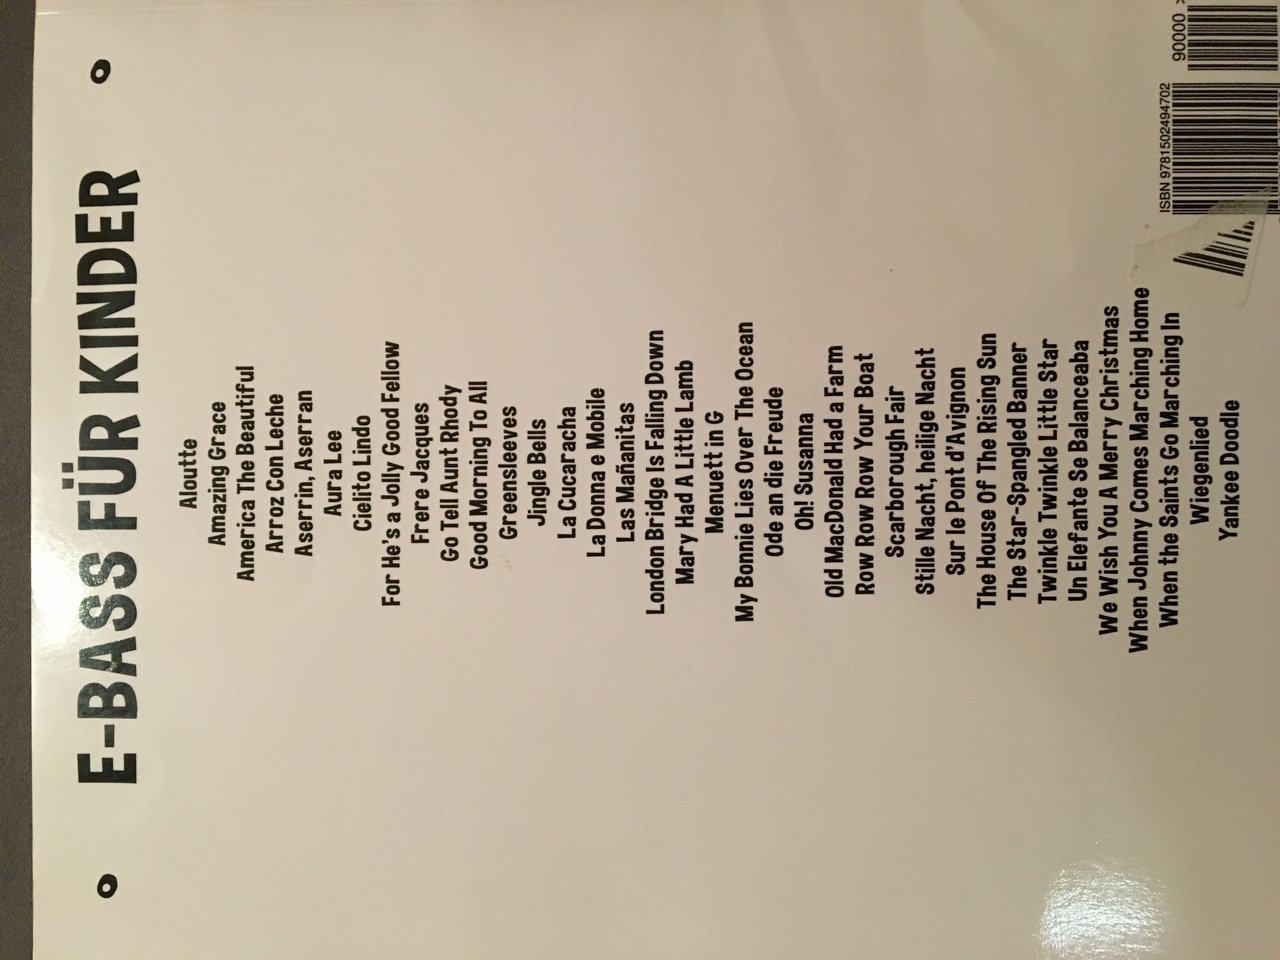 E-BASS FÜR KINDER
Aloutte
Amazing Grace
America The Beautiful
Arroz Con Leche
Aserrin, Aserran
Aura Lee
Cielito Lindo
For He's a Jolly Good Fellow
Frere Jacques
Go Tell Aunt Rhody
Good Morning To All
Greensleeves
Jingle Bells
La Cucaracha
La Donna e Mobile
Las Mañanitas
London Bridge Is Falling Down
Mary Had A Little Lamb
Menuett in G
My Bonnie Lies Over The Ocean
Ode an die Freude
Oh! Susanna
Old MacDonald Had a Farm
Row Row Row Your Boat
Scarborough Fair
Stille Nacht, heilige Nacht
Sur le Pont d'Avignon
The House Of The Rising Sun
The Star-Spangled Banner
Twinkle Twinkle Little Star
Un Elefante Se Balanceaba
We Wish You A Merry Christmas
When Johnny Comes Marching Home
When the Saints Go Marching In
Wiegenlied
Yankee Doodle
ISBN 9781502494702
90000 >